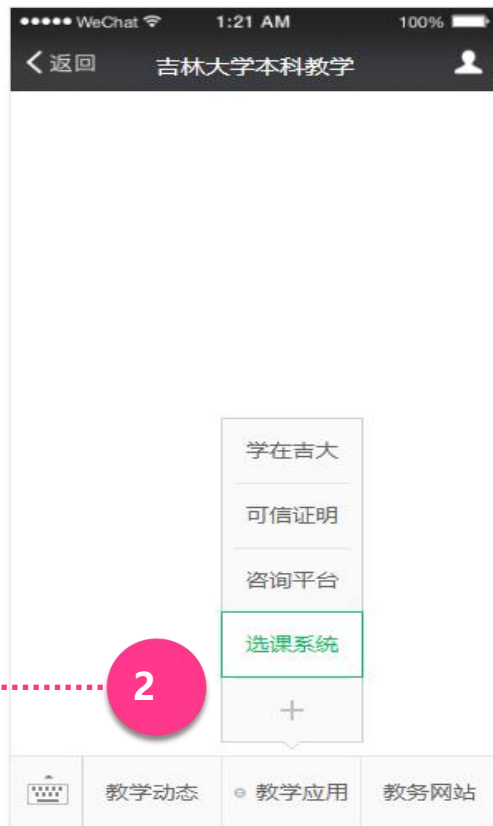 WeChat 1:21 AM 100%
返回 吉林大学本科教学
学在吉大
可信证明
咨询平台
选课系统
2
+
教学动态 教学应用 教务网站